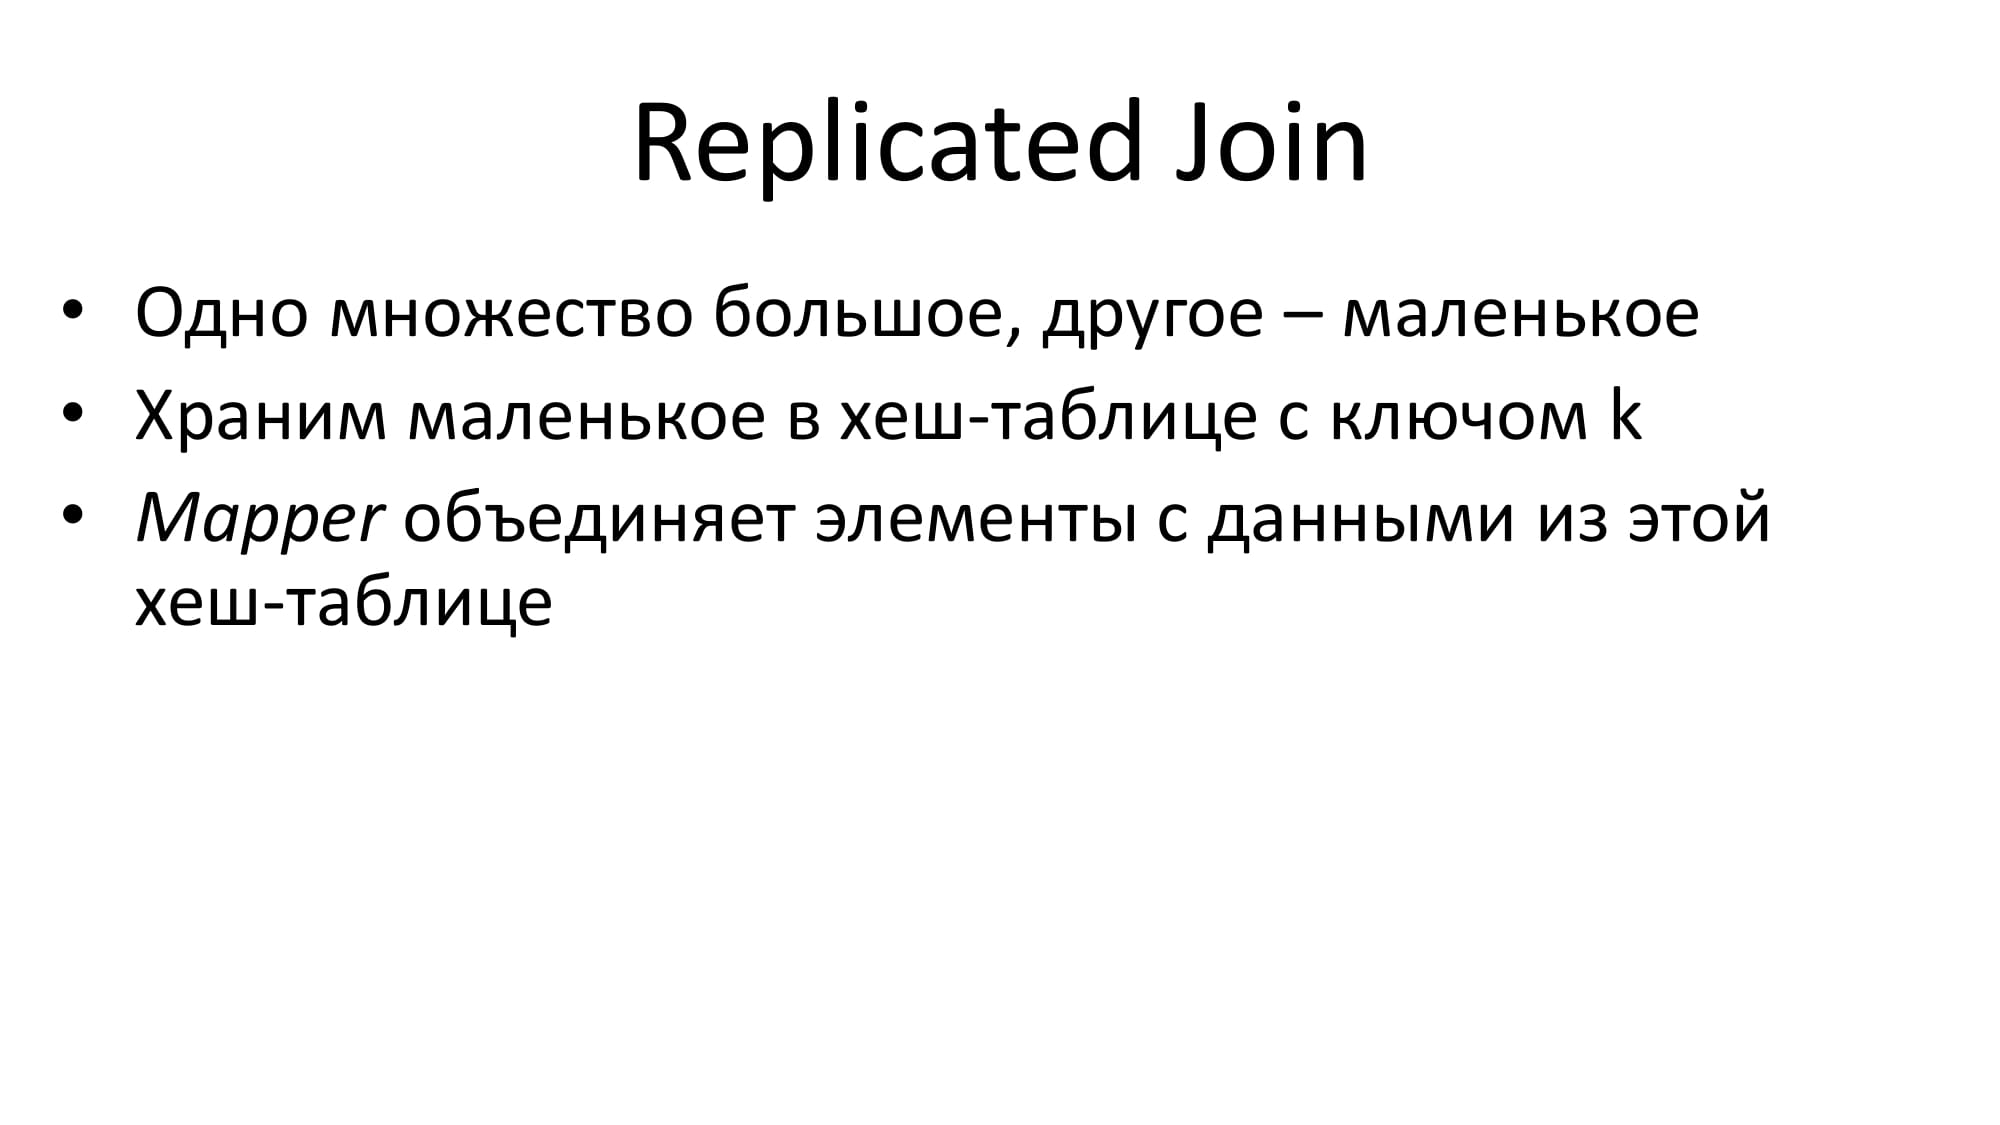 Replicated Join
• Одно множество большое, другое – маленькое
• Храним маленькое в хеш-таблице с ключом k
• Mapper объединяет элементы с данными из этой
хеш-таблице